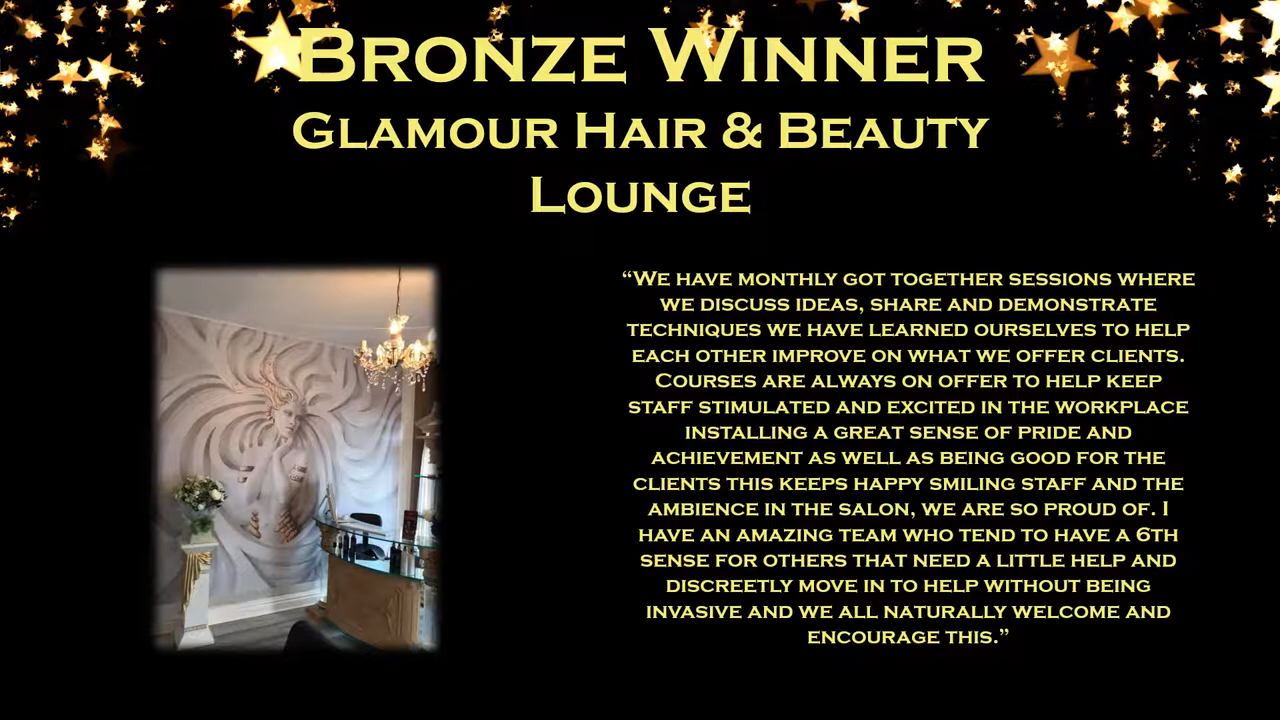 Bronze Winner
Glamour Hair & Beauty
Lounge
“We have monthly got together sessions where
we discuss ideas, share and demonstrate
techniques we have learned ourselves to help
each other improve on what we offer clients.
Courses are always on offer to help keep
staff stimulated and excited in the workplace
installing a great sense of pride and
achievement as well as being good for the
clients this keeps happy smiling staff and the
ambience in the salon, we are so proud of. I
have an amazing team who tend to have a 6th
sense for others that need a little help and
discreetly move in to help without being
invasive and we all naturally welcome and
encourage this.”